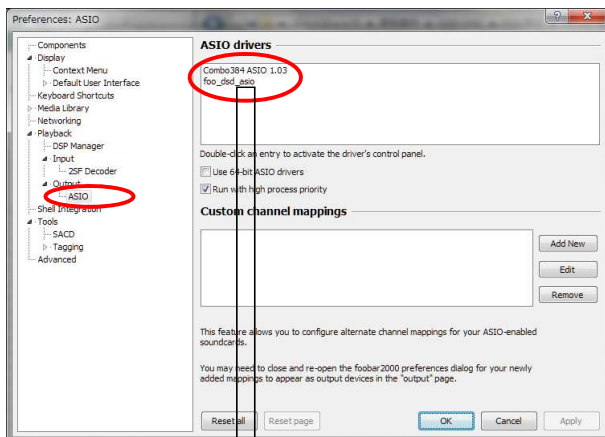 Preferences: ASIO
Components
Display
Context Menu
Default User Interface
Keyboard Shortcuts
Media Library
Networking
Playback
DSP Manager
Input
2SF Decoder
Output
ASIO
Shell Integration
Tools
SACD
Tagging
Advanced
ASIO drivers
Combo384 ASIO 1.03
foo_dsd_asio
Double-click an entry to activate the driver's control panel.
Use 64-bit ASIO drivers
Run with high process priority
Custom channel mappings
Add New
Edit
Remove
This feature allows you to configure alternate channel mappings for your ASIO-enabled
soundcards.
You may need to close and re-open the foobar2000 preferences dialog for your newly
added mappings to appear as output devices in the "output" page.
Reset all
Reset page
OK
Cancel
Apply